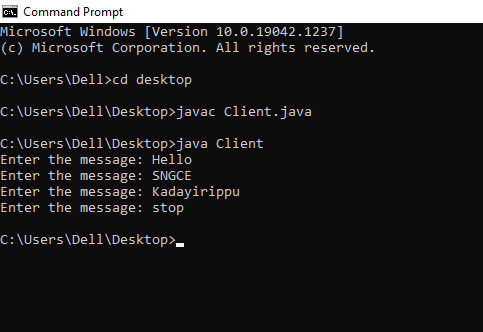 Command Prompt
Microsoft Windows [Version 10.0.19042.1237]
(c) Microsoft Corporation. All rights reserved.
C:\Users\Dell>cd desktop
C:\Users\Dell\Desktop>javac Client.java
C:\Users\Dell\Desktop>java Client
Enter the message: Hello
Enter the message: SNGCE
Enter the message: Kadayirippu
Enter the message: stop
C:\Users\Dell\Desktop>